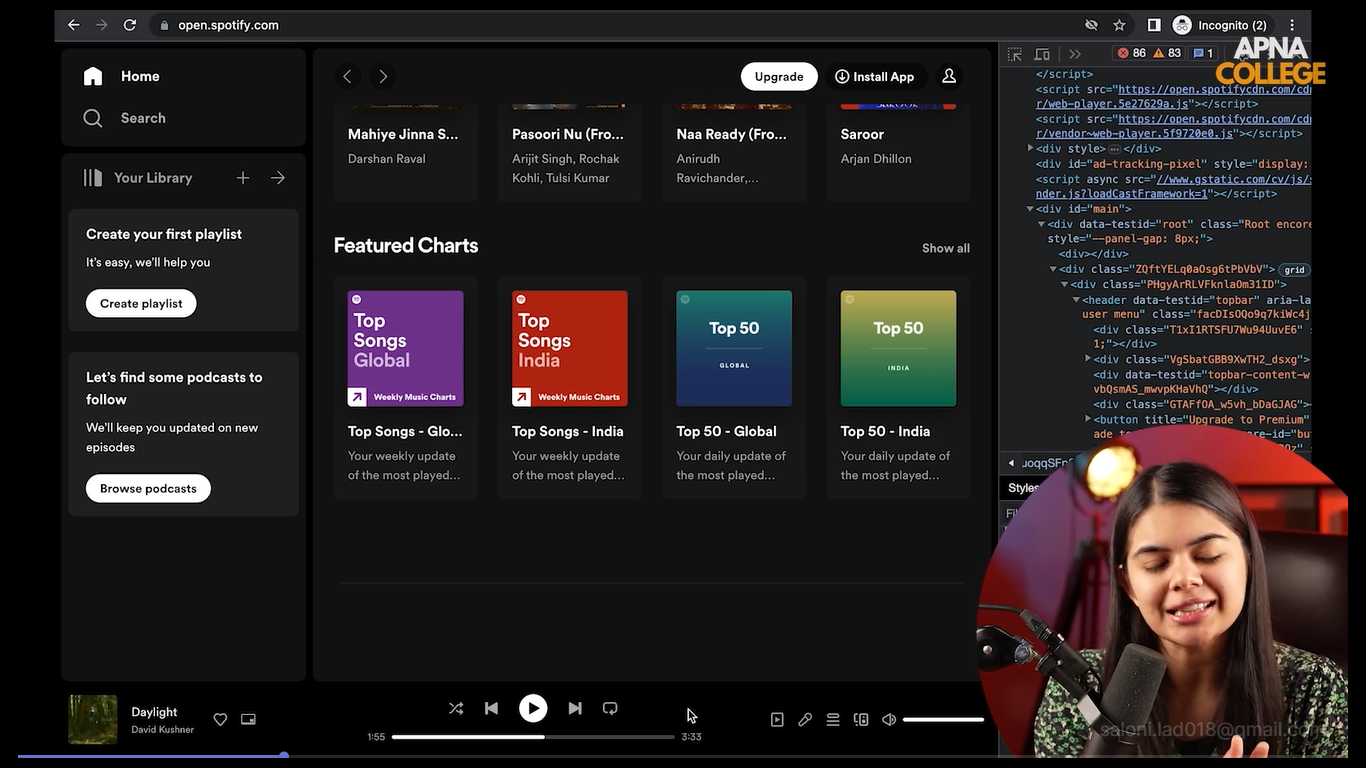 open.spotify.com
Incognito (2)
APNA
COLLEGE
Home
Search
Your Library
Create your first playlist
It's easy, we'll help you
Create playlist
Let's find some podcasts to
follow
We'll keep you updated on new
episodes
Browse podcasts
Upgrade
Install App
Mahiye Jinna S...
Darshan Raval
Pasoori Nu (Fro...
Arijit Singh, Rochak
Kohli, Tulsi Kumar
Naa Ready (Fro...
Anirudh
Ravichander,...
Saroor
Arjan Dhillon
Featured Charts
Show all
Top
Songs
Global
Weekly Music Charts
Top Songs - Glo...
Your weekly update
of the most played...
Top
Songs
India
Weekly Music Charts
Top Songs - India
Your weekly update
of the most played...
Top 50
GLOBAL
Top 50 - Global
Your daily update of
the most played...
Top 50
INDIA
Top 50 - India
Your daily update of
the most played...
Daylight
David Kushner
1:55
3:33
86
83
1
</script>
<script src="https://open.spotifycdn.com/cd
r/web-player.5e27629a.js"></script>
<script src="https://open.spotifycdn.com/cd
r/vendor~web-player.5f9720e0.js"></script>
<div style>…</div>
<div id="ad-tracking-pixel" style="display:
<script async src="//www.gstatic.com/cv/js/s
nder.js?loadCastFramework=1"></script>
<div id="main">
<div data-testid="root" class="Root encore
style="--panel-gap: 8px;">
<div></div>
<div class="ZQftYELq0aOsg6tPbVbV"> grid
<div class="PHgyArRLVFknlaOm31ID">
<header data-testid="topbar" aria-la
user menu" class="facDIsOQo9q7kiWc4j
<div class="T1xI1RTSFU7Wu94UuvE6"
1;"></div>
<div class="VgSbatGBB9XwTH2_dsxg">
<div data-testid="topbar-content-w
vbQsmAS_mwvpKHaVhQ"></div>
<div class="GTAFfOA_w5vh_bDaGJAG">
<button title="Upgrade to Premium"
Styles
saloni.lad018@gmail.com